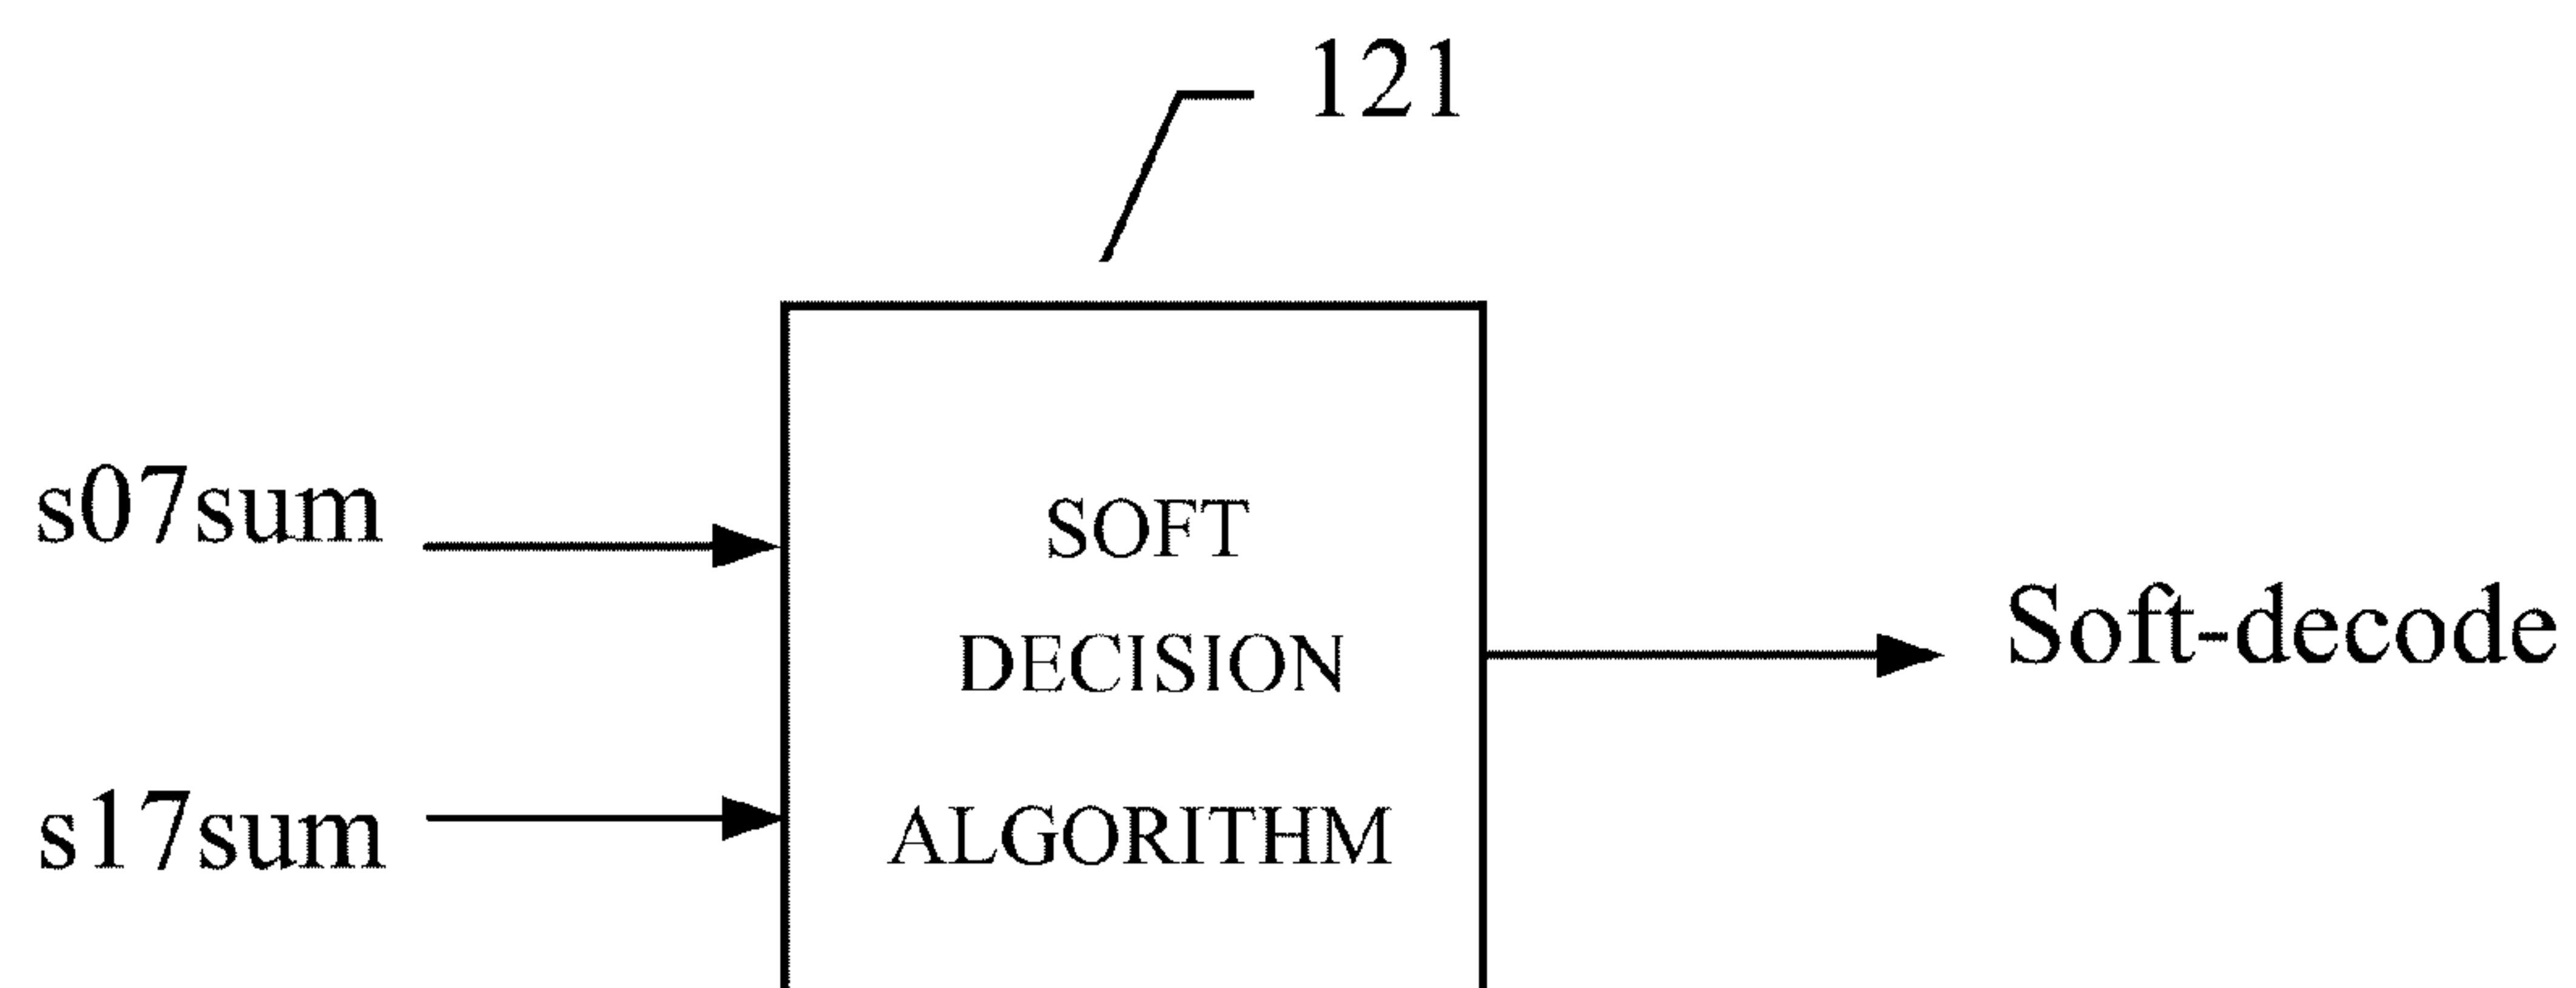 121
s07sum
SOFT
DECISION
Soft-decode
s17sum
ALGORITHM